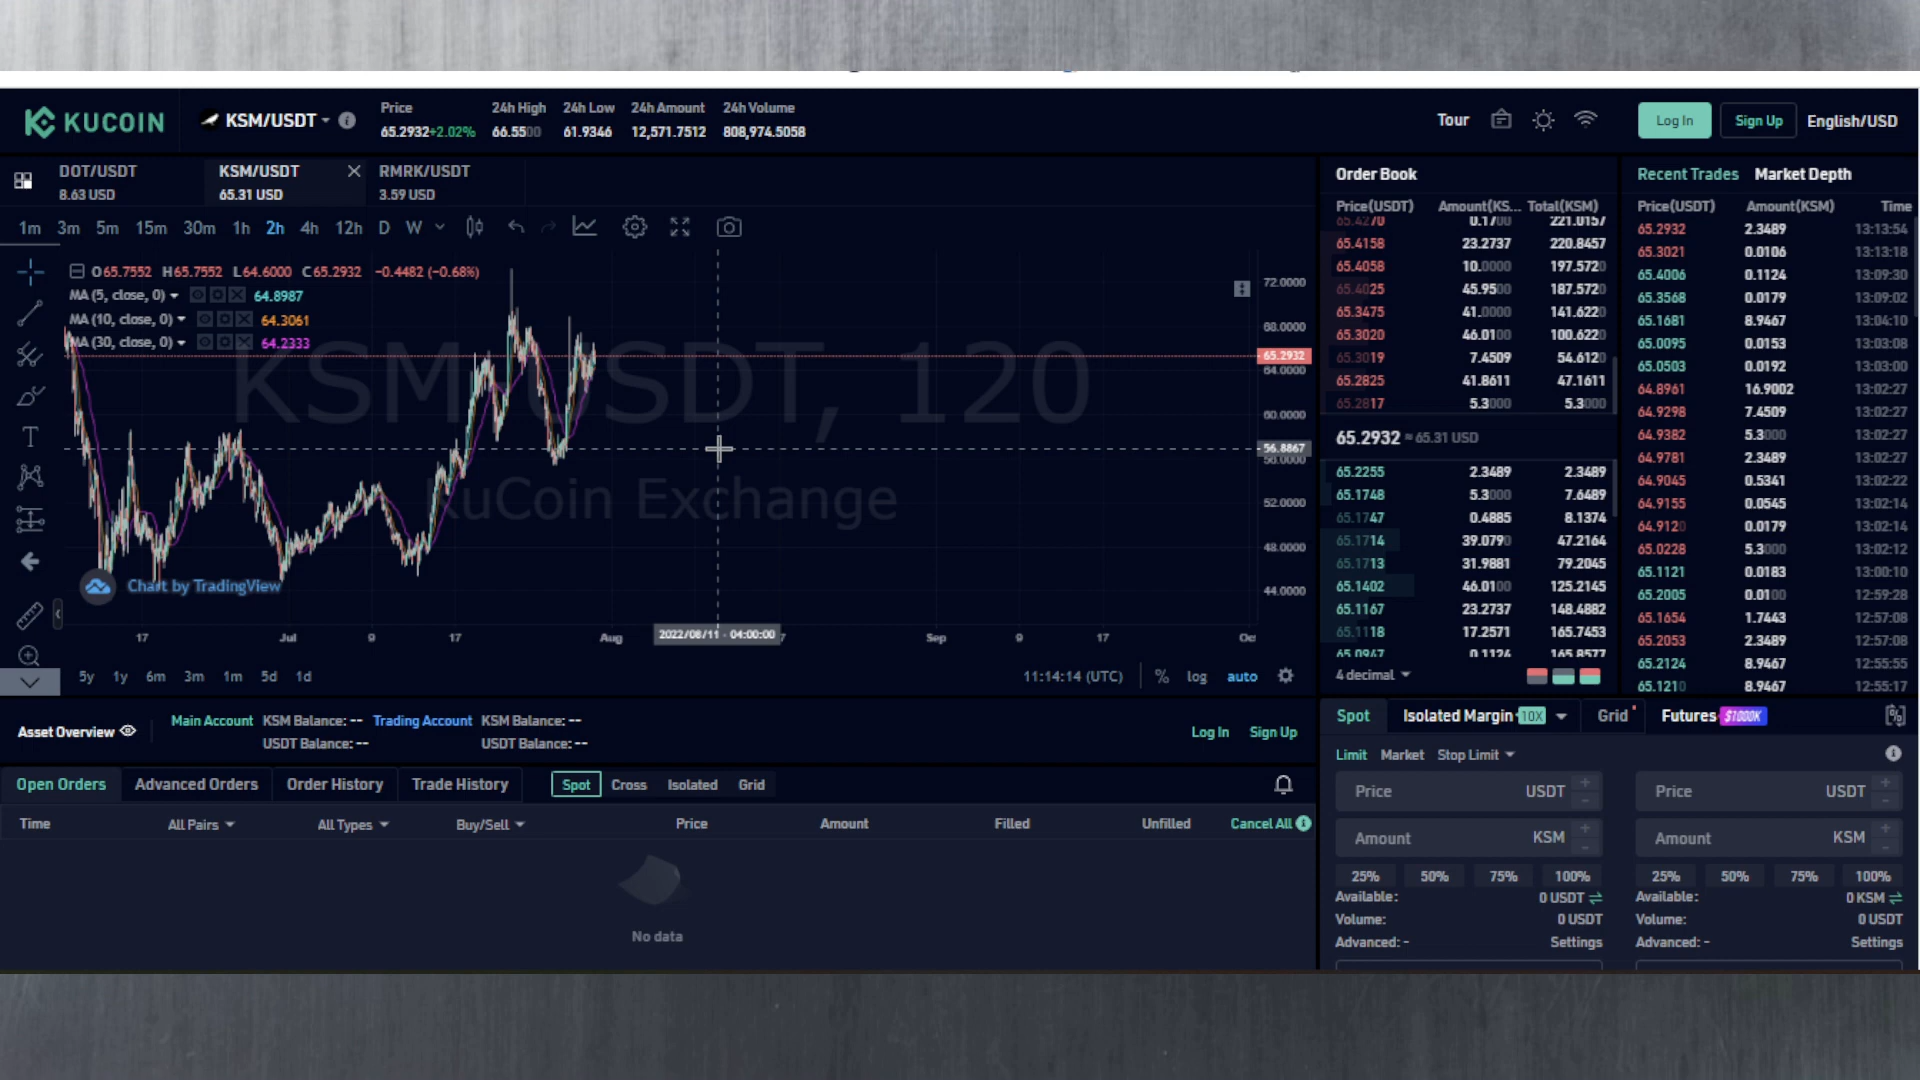 KUCOIN
KSM/USDT
Price 24h High 24h Low 24h Amount 24h Volume
65.2932+2.02% 66.5500 61.9346 12,571.7512 808,974.5058
Tour Log In Sign Up English/USD
DOT/USDT KSM/USDT RMRK/USDT
8.63 USD 65.31 USD 3.59 USD
1m 3m 5m 15m 30m 1h 2h 4h 12h D W
O65.7552 H65.7552 L64.6000 C65.2932 −0.4482 (−0.68%)
MA (5, close, 0) 64.8987
MA (10, close, 0) 64.3061
MA (30, close, 0) 64.2333
KSM/USDT, 120
KuCoin Exchange
Chart by TradingView
72.0000
68.0000
65.2932
64.0000
60.0000
56.8867
56.0000
52.0000
48.0000
44.0000
17 Jul 9 17 Aug 2022/08/11 - 04:00:00 7 Sep 9 17
5y 1y 6m 3m 1m 5d 1d
11:14:14 (UTC) % log auto
Order Book
Price(USDT) Amount(KS... Total(KSM)
65.4270 0.1700 221.0157
65.4158 23.2737 220.8457
65.4058 10.0000 197.5720
65.4025 45.9500 187.5720
65.3475 41.0000 141.6220
65.3020 46.0100 100.6220
65.3019 7.4509 54.6120
65.2825 41.8611 47.1611
65.2817 5.3000 5.3000
65.2932 ≈65.31 USD
65.2255 2.3489 2.3489
65.1748 5.3000 7.6489
65.1747 0.4885 8.1374
65.1714 39.0790 47.2164
65.1713 31.9881 79.2045
65.1402 46.0100 125.2145
65.1167 23.2737 148.4882
65.1118 17.2571 165.7453
65.0947 0.1124 165.8577
4 decimal
Recent Trades Market Depth
Price(USDT) Amount(KSM) Time
65.2932 2.3489 13:13:54
65.3021 0.0106 13:13:18
65.4006 0.1124 13:09:30
65.3568 0.0179 13:09:02
65.1681 8.9467 13:04:10
65.0095 0.0153 13:03:08
65.0503 0.0192 13:03:00
64.8961 16.9002 13:02:27
64.9298 7.4509 13:02:27
64.9382 5.3000 13:02:27
64.9781 2.3489 13:02:27
64.9045 0.5341 13:02:22
64.9155 0.0545 13:02:14
64.9120 0.0179 13:02:14
65.0228 5.3000 13:02:12
65.1121 0.0183 13:00:10
65.2005 0.0100 12:59:28
65.1654 1.7443 12:57:08
65.2053 2.3489 12:57:08
65.2124 8.9467 12:55:55
65.1210 8.9467 12:55:17
Asset Overview Main Account KSM Balance: -- Trading Account KSM Balance: --
USDT Balance: -- USDT Balance: --
Log In Sign Up
Open Orders Advanced Orders Order History Trade History Spot Cross Isolated Grid
Time All Pairs All Types Buy/Sell Price Amount Filled Unfilled Cancel All
No data
Spot Isolated Margin 10X Grid Futures $1000K
Limit Market Stop Limit
Price USDT Price USDT
Amount KSM Amount KSM
25% 50% 75% 100% 25% 50% 75% 100%
Available: 0 USDT Available: 0 KSM
Volume: 0 USDT Volume: 0 USDT
Advanced: - Settings Advanced: - Settings